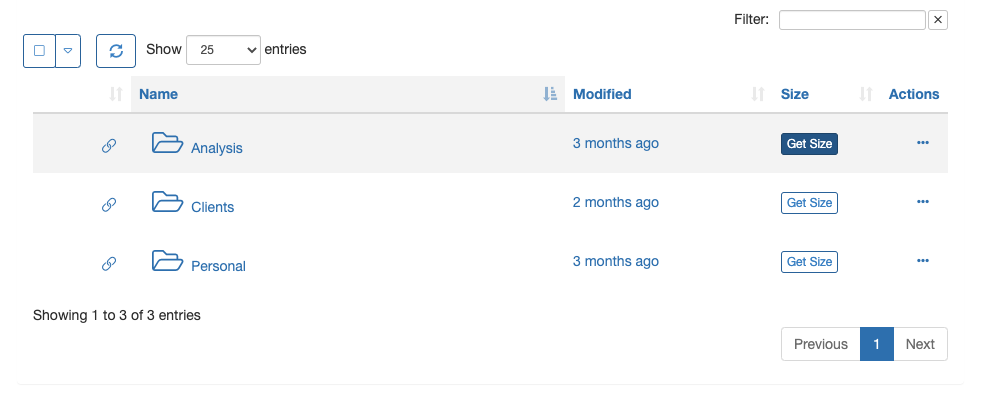 Filter:
Show 25 entries
Name Modified Size Actions
Analysis 3 months ago Get Size
Clients 2 months ago Get Size
Personal 3 months ago Get Size
Showing 1 to 3 of 3 entries
Previous 1 Next